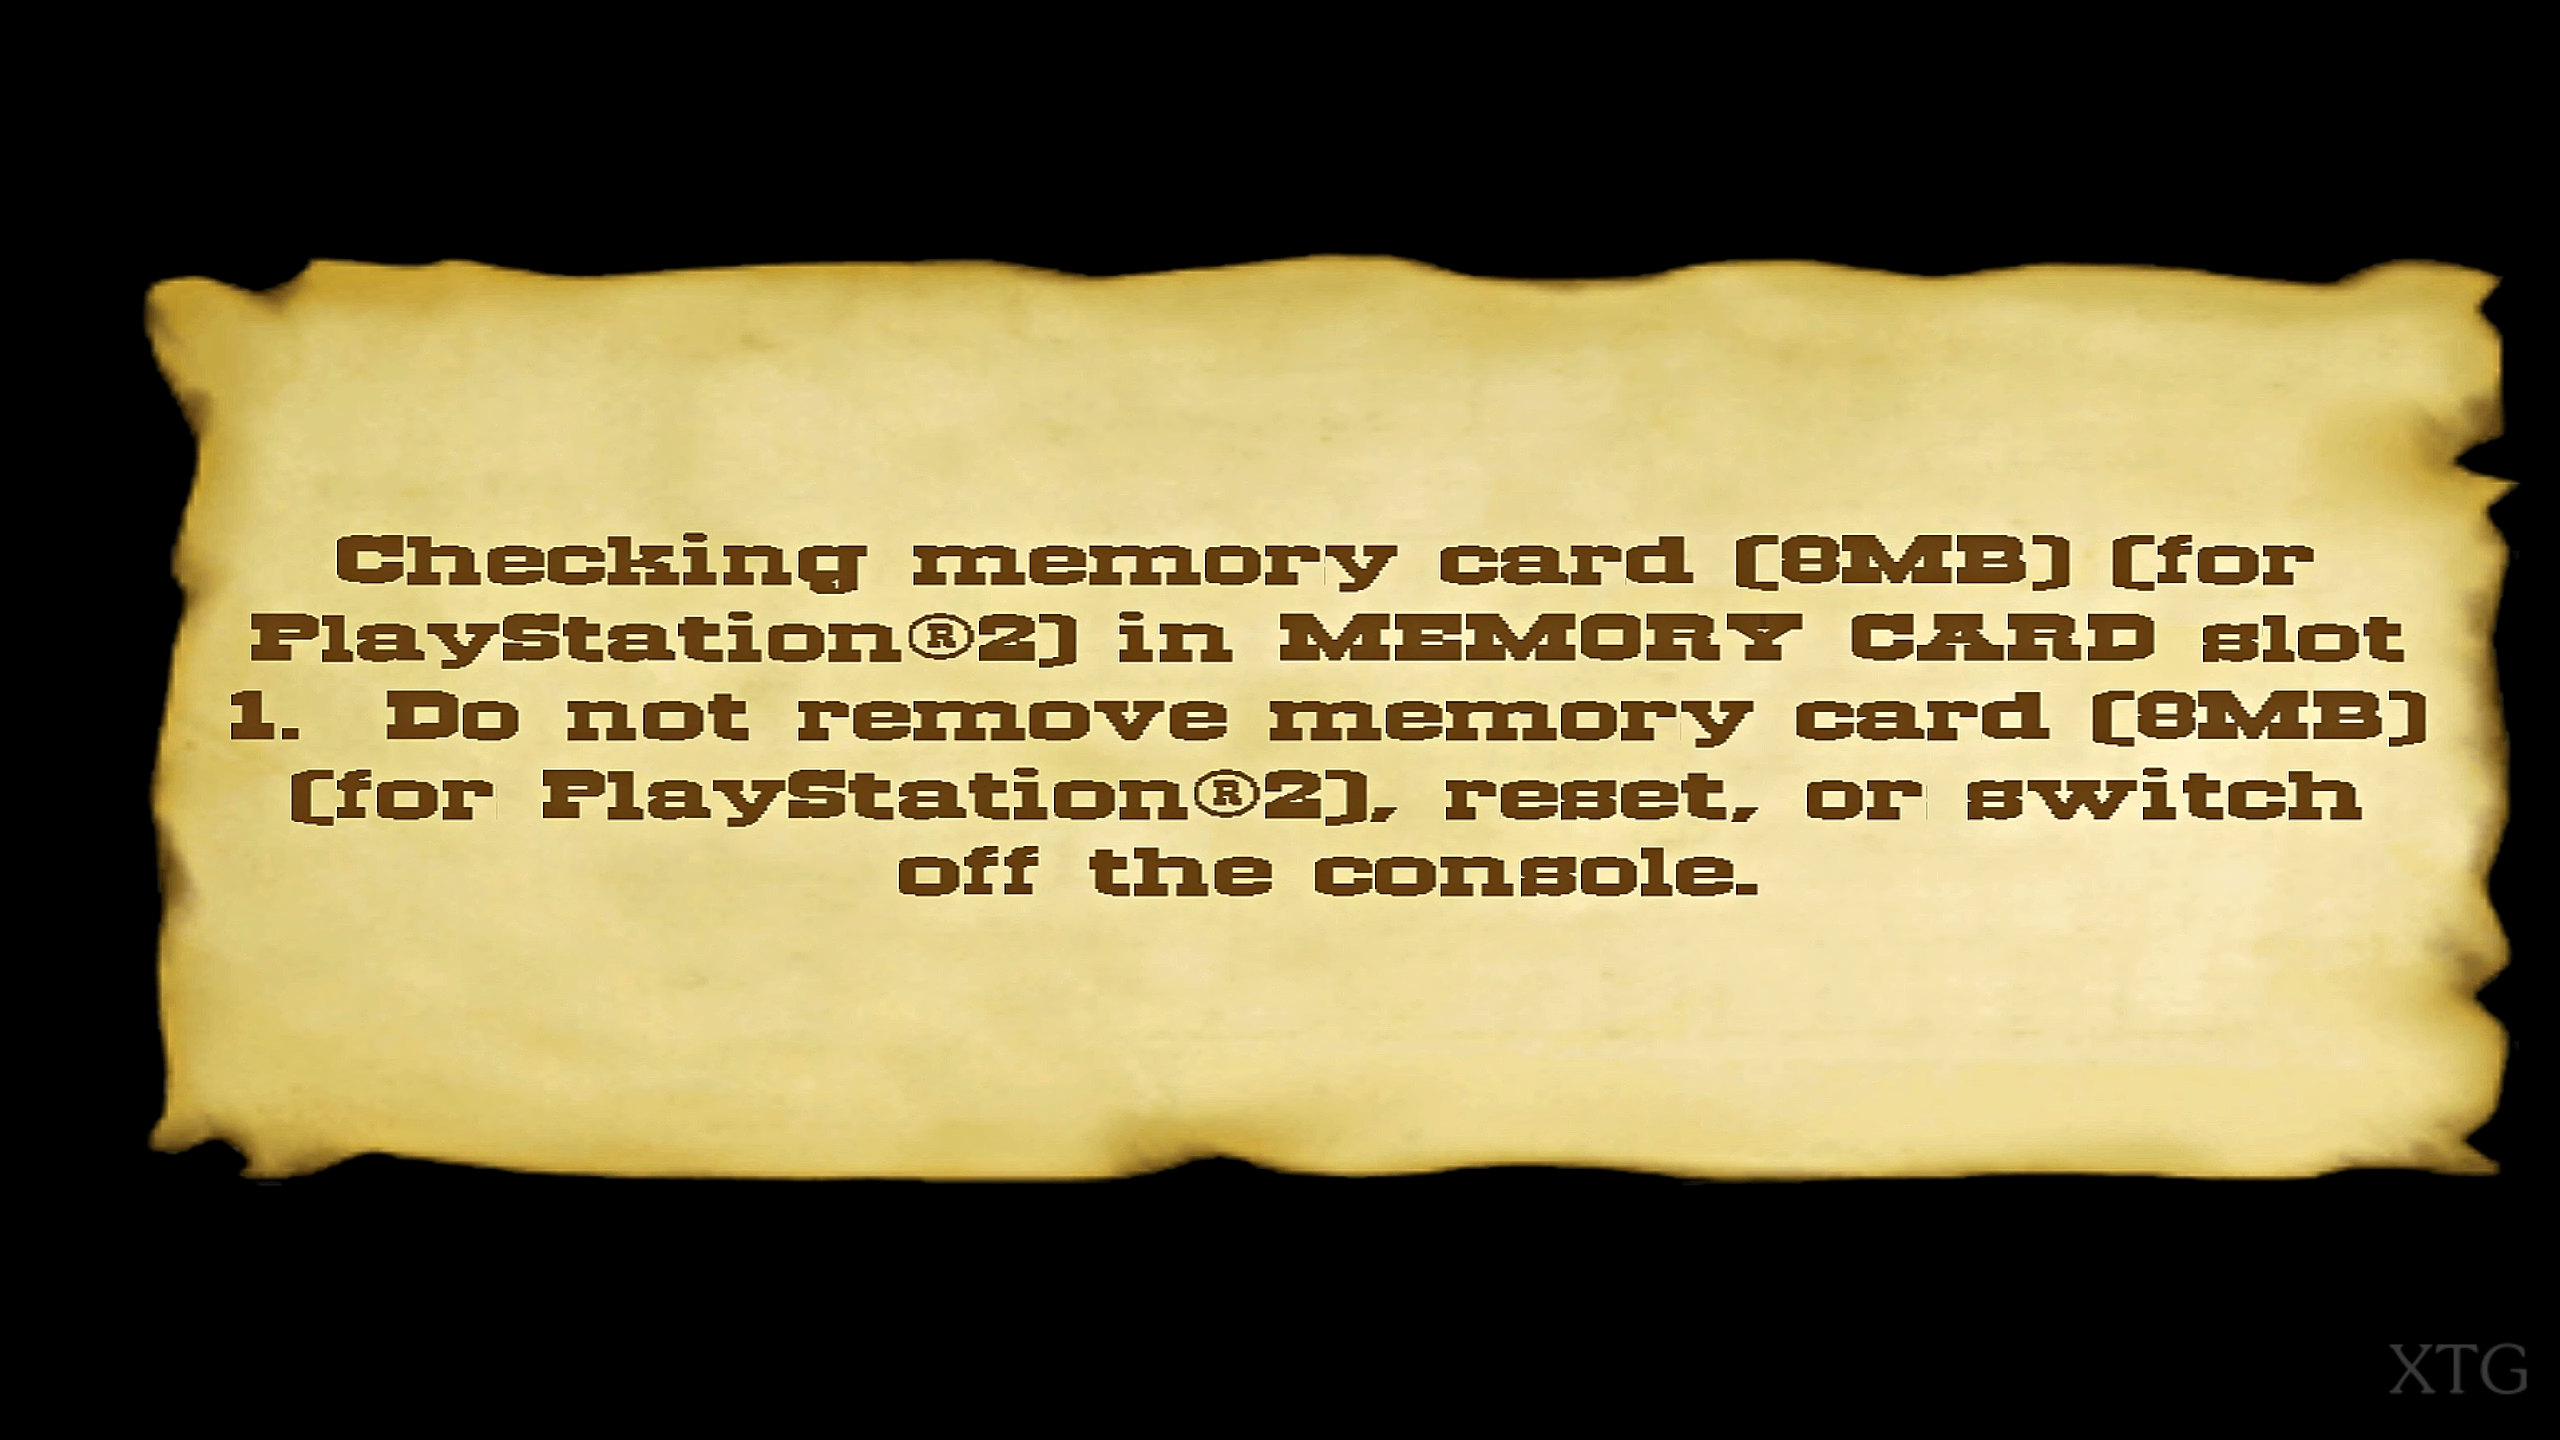 Checking memory card (8MB) (for
PlayStation®2) in MEMORY CARD slot
1.  Do not remove memory card (8MB)
(for PlayStation®2), reset, or switch
off the console.
XTG